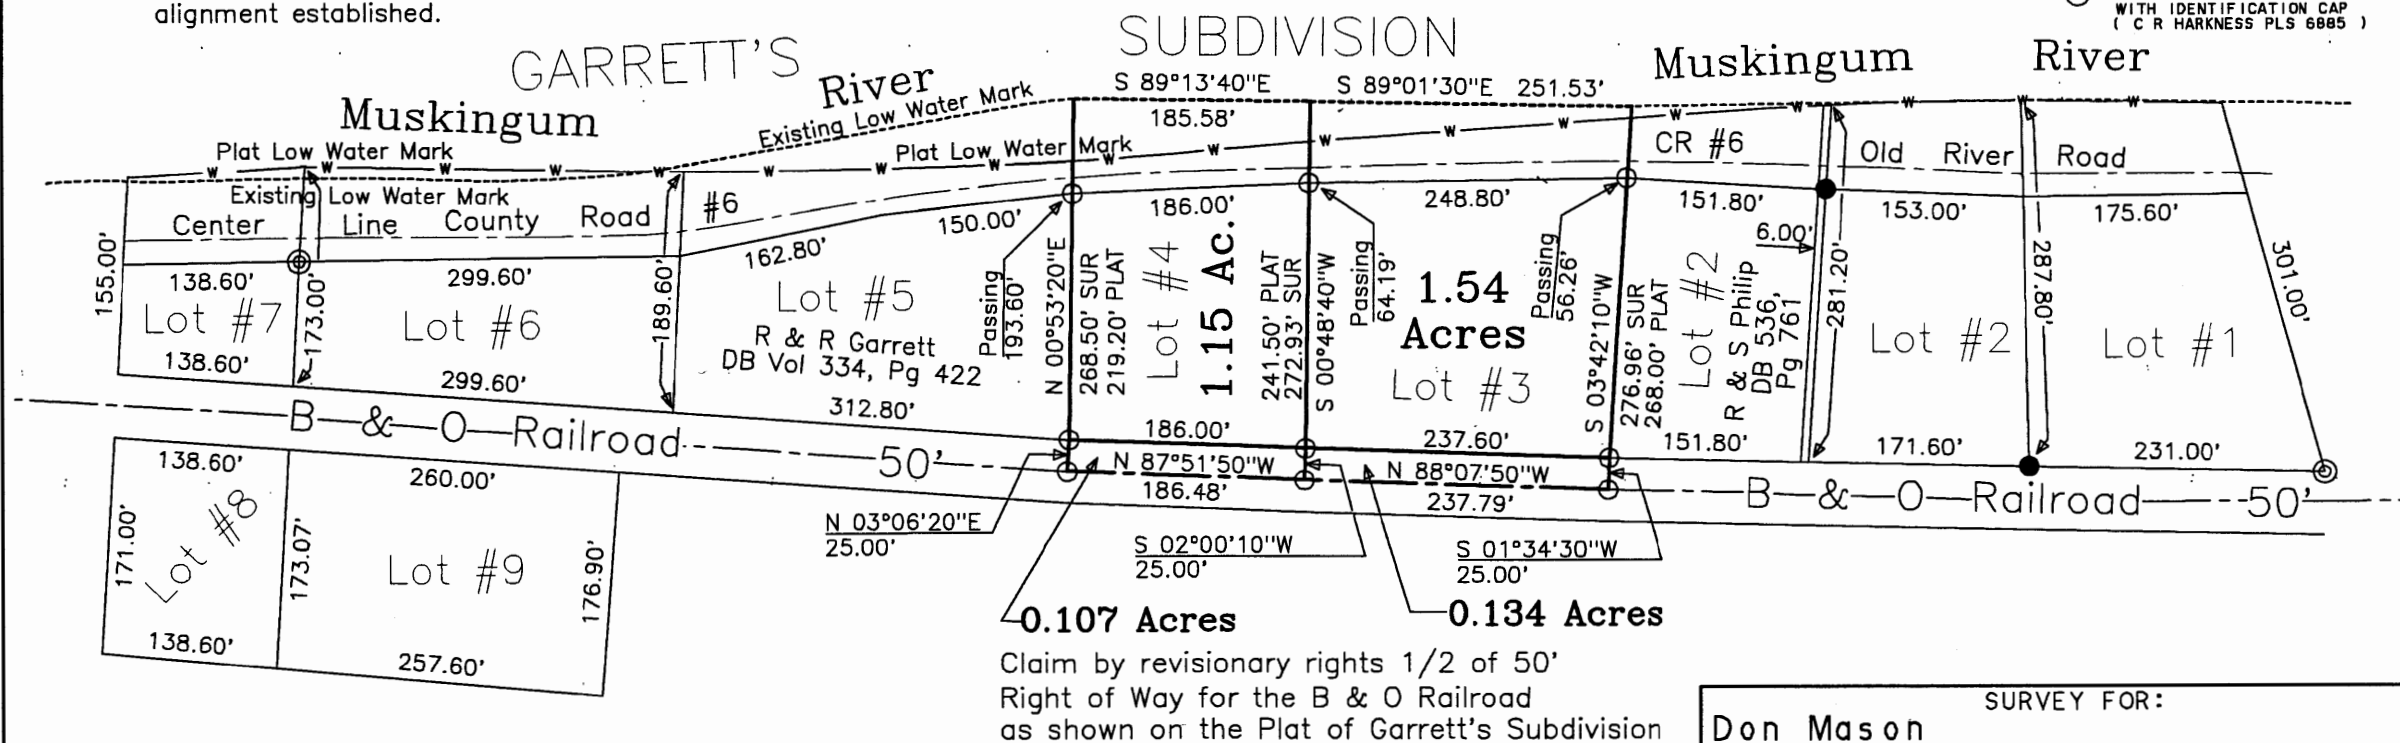 alignment established.
WITH IDENTIFICATION CAP
( C R HARKNESS PLS 6885 )
GARRETT'S
SUBDIVISION
Muskingum
River
Muskingum
River
S 89°13'40"E
S 89°01'30"E 251.53'
185.58'
Existing Low Water Mark
Plat Low Water Mark
Plat Low Water Mark
Existing Low Water Mark
W W W W W W W W W W W W W W W W W W
CR #6
Old River Road
Center Line County Road #6
155.00'
138.60'
Lot #7
138.60'
173.00'
299.60'
Lot #6
299.60'
189.60'
162.80'
150.00'
Lot #5
R & R Garrett
DB Vol 334, Pg 422
312.80'
Passing
193.60'
N 00°53'20"E
268.50' SUR
219.20' PLAT
186.00'
Lot #4
1.15 Ac.
186.00'
241.50' PLAT
272.93' SUR
S 00°48'40"W
Passing
64.19'
248.80'
1.54
Acres
Lot #3
237.60'
Passing
56.26'
S 03°42'10"W
276.96' SUR
268.00' PLAT
151.80'
Lot #2
R & S Philip
DB 536,
Pg 761
151.80'
6.00'
281.20'
153.00'
Lot #2
171.60'
287.80'
175.60'
Lot #1
231.00'
301.00'
B & O Railroad
50'
N 87°51'50"W
186.48'
N 88°07'50"W
237.79'
B & O Railroad
50'
138.60'
171.00'
Lot #8
138.60'
173.07'
260.00'
Lot #9
257.60'
176.90'
N 03°06'20"E
25.00'
S 02°00'10"W
25.00'
S 01°34'30"W
25.00'
0.107 Acres
0.134 Acres
Claim by revisionary rights 1/2 of 50'
Right of Way for the B & O Railroad
as shown on the Plat of Garrett's Subdivision
SURVEY FOR:
Don Mason